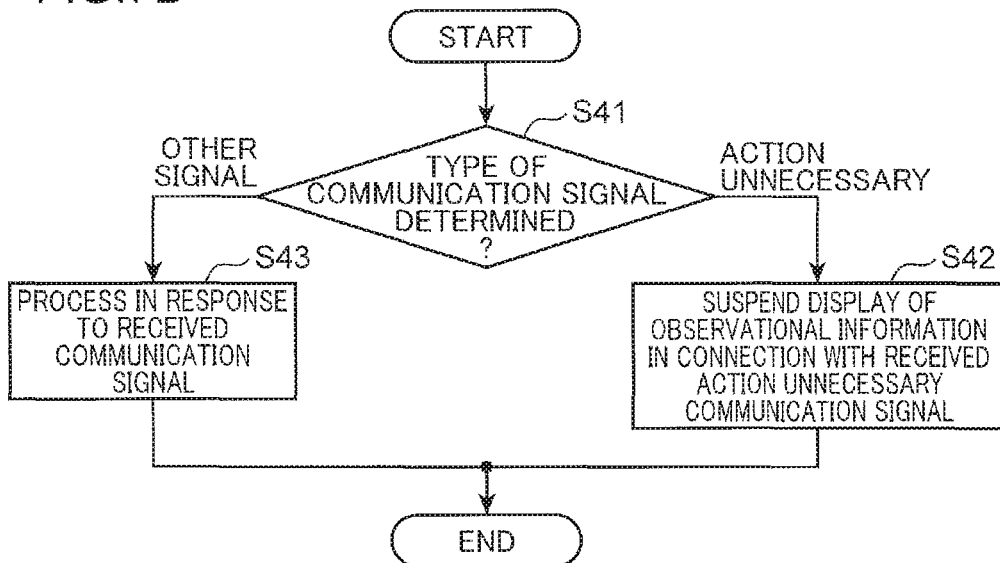 START
S41
OTHER
SIGNAL
TYPE OF
COMMUNICATION SIGNAL
DETERMINED
?
ACTION
UNNECESSARY
S43
PROCESS IN RESPONSE
TO RECEIVED
COMMUNICATION
SIGNAL
S42
SUSPEND DISPLAY OF
OBSERVATIONAL INFORMATION
IN CONNECTION WITH RECEIVED
ACTION UNNECESSARY
COMMUNICATION SIGNAL
END